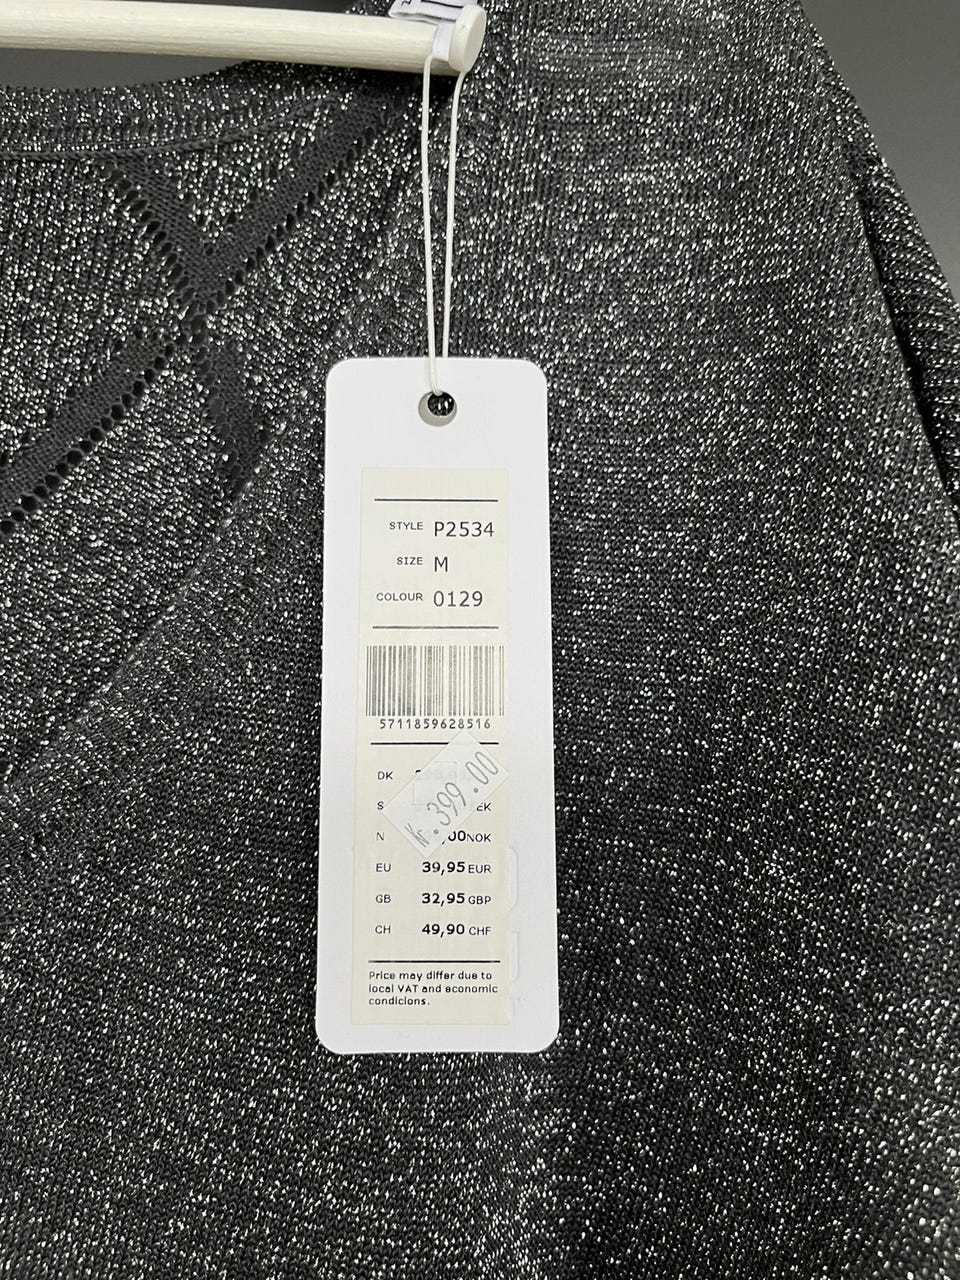 STYLE P2534
SIZE M
COLOUR 0129
5711859628516
DK
kr. 399.00
S EK
N ,00 NOK
EU 39,95 EUR
GB 32,95 GBP
CH 49,90 CHF
Price may differ due to
local VAT and economic
condicions.